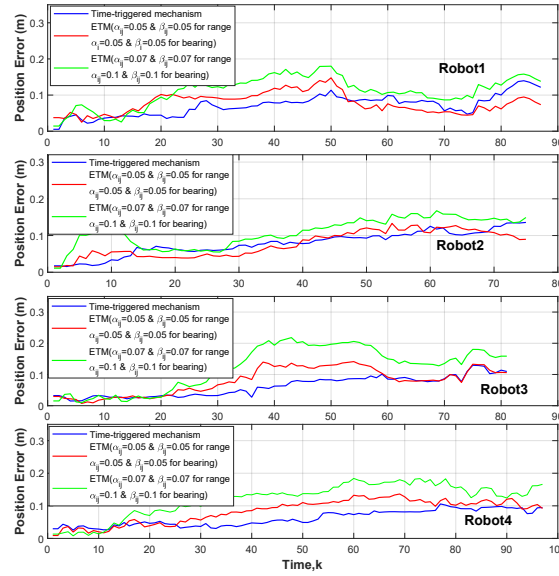 Position Error (m)
0.3
0.2
0.1
0
Time-triggered mechanism
ETM(αij=0.05 & βij=0.05 for range
αi=0.05 & βi=0.05 for bearing)
ETM(αij=0.07 & βij=0.07 for range
αij=0.1 & βij=0.1 for bearing)
Robot1
0 10 20 30 40 50 60 70 80 90
Position Error (m)
0.3
0.2
0.1
0
Time-triggered mechanism
ETM(αij=0.05 & βij=0.05 for range
αij=0.05 & βij=0.05 for bearing)
ETM(αij=0.07 & βij=0.07 for range
αij=0.1 & βij=0.1 for bearing)
Robot2
0 10 20 30 40 50 60 70 80
Position Error (m)
0.3
0.2
0.1
0
Time-triggered mechanism
ETM(αij=0.05 & βij=0.05 for range
αij=0.05 & βij=0.05 for bearing)
ETM(αij=0.07 & βij=0.07 for range
αij=0.1 & βij=0.1 for bearing)
Robot3
0 10 20 30 40 50 60 70 80 90
Position Error (m)
0.3
0.2
0.1
0
Time-triggered mechanism
ETM(αij=0.05 & βij=0.05 for range
αij=0.05 & βij=0.05 for bearing)
ETM(αij=0.07 & βij=0.07 for range
αij=0.1 & βij=0.1 for bearing)
Robot4
0 10 20 30 40 50 60 70 80 90
Time,k